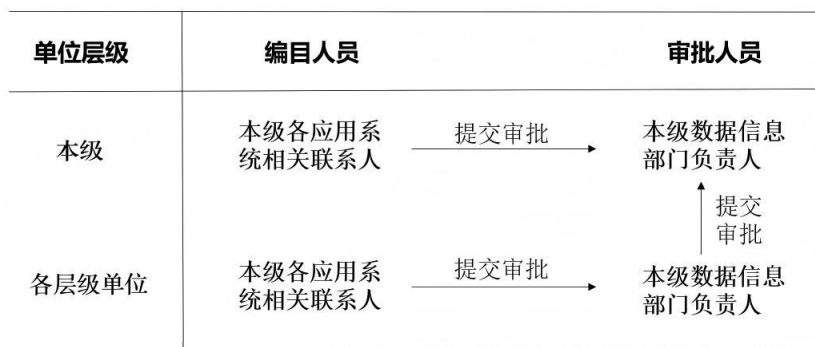 单位层级 编目人员 审批人员
本级 本级各应用系 统相关联系人 提交审批 本级数据信息 部门负责人
提交
审批
各层级单位 本级各应用系 统相关联系人 提交审批 本级数据信息 部门负责人